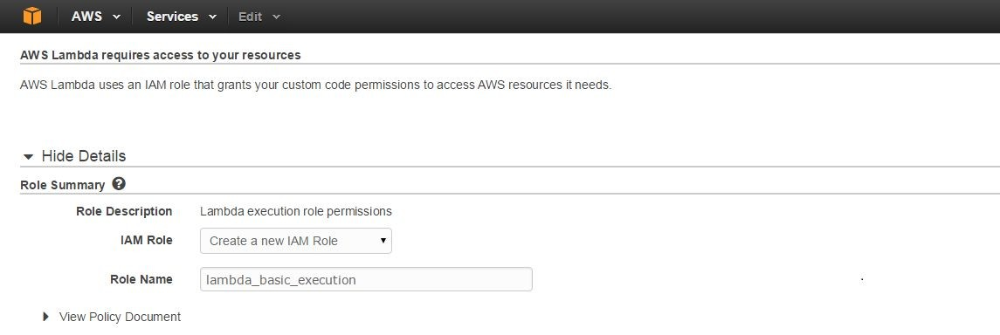 AWS Services Edit
AWS Lambda requires access to your resources
AWS Lambda uses an IAM role that grants your custom code permissions to access AWS resources it needs.
Hide Details
Role Summary ?
Role Description Lambda execution role permissions
IAM Role Create a new IAM Role
Role Name lambda_basic_execution
View Policy Document